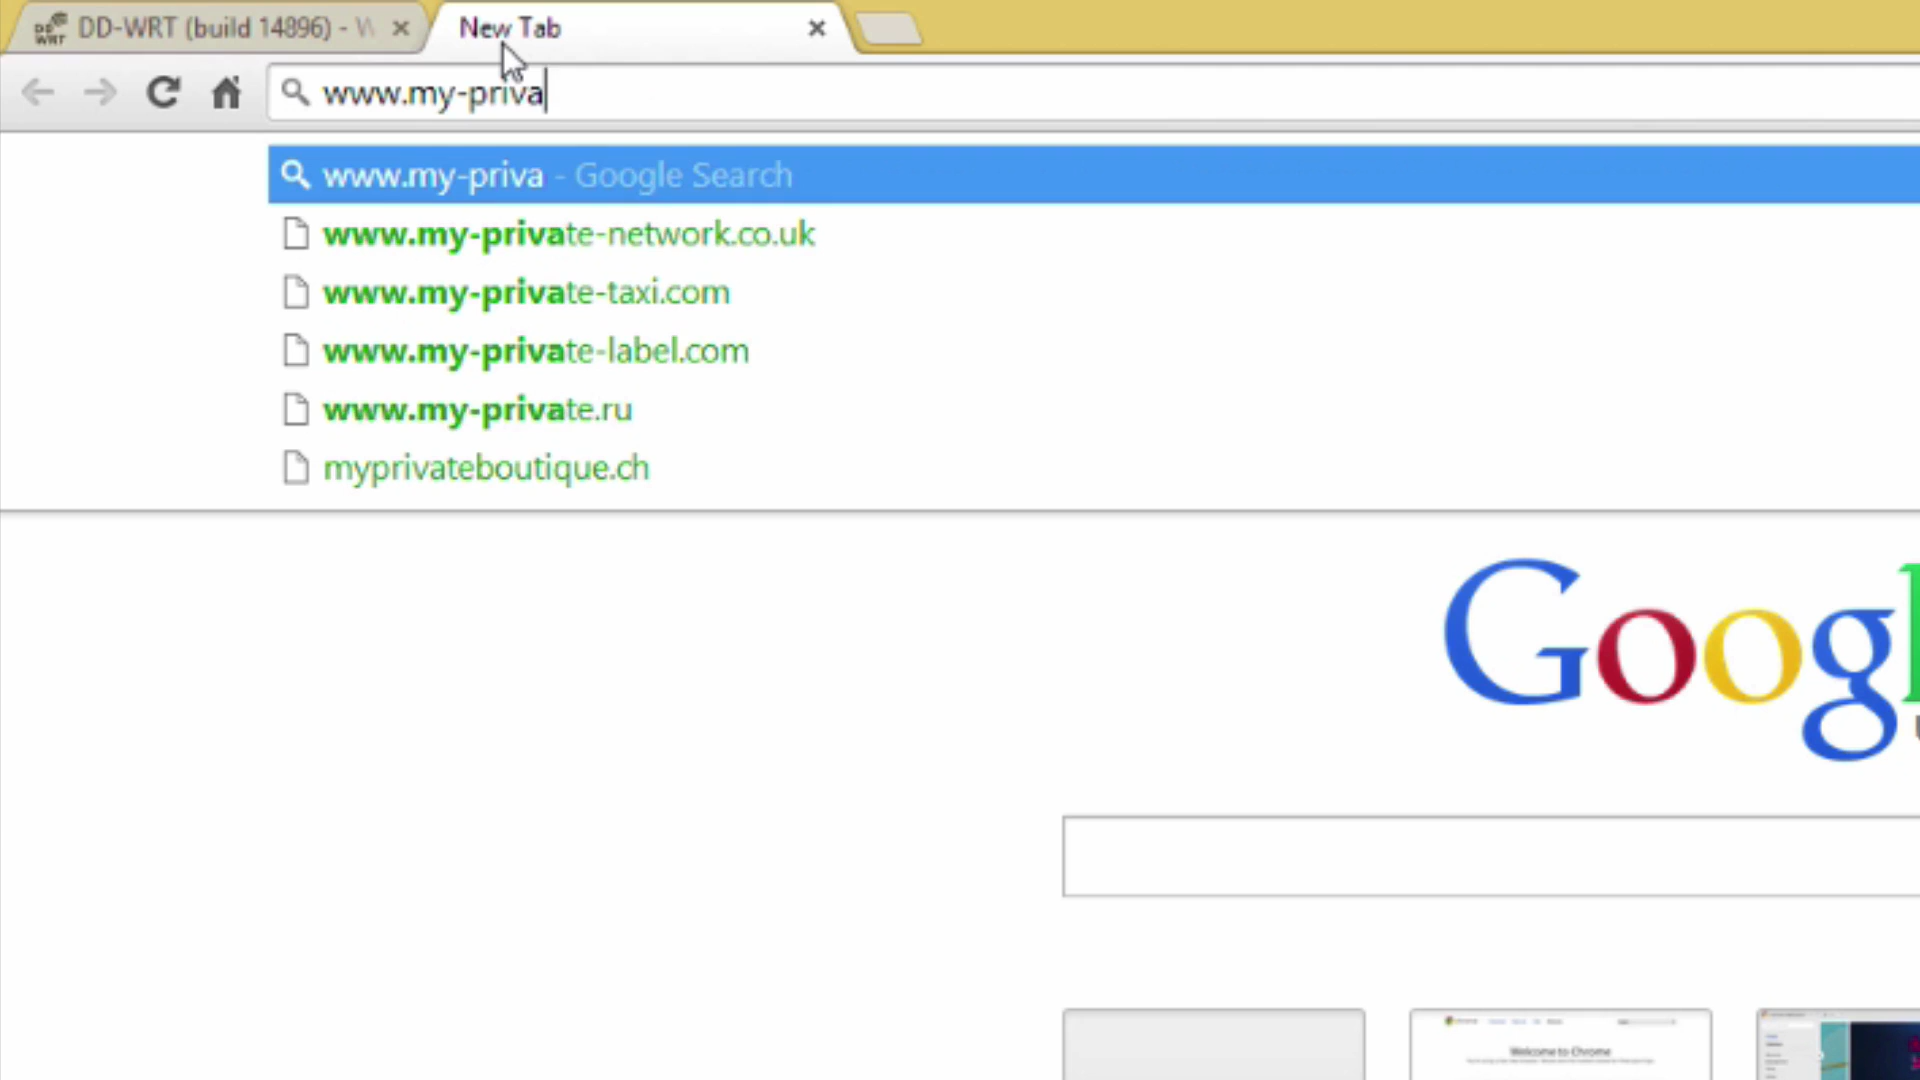 DD-WRT (build 14896) - W
New Tab
www.my-priva
www.my-priva - Google Search
www.my-private-network.co.uk
www.my-private-taxi.com
www.my-private-label.com
www.my-private.ru
myprivateboutique.ch
Googl
Welcome to Chrome